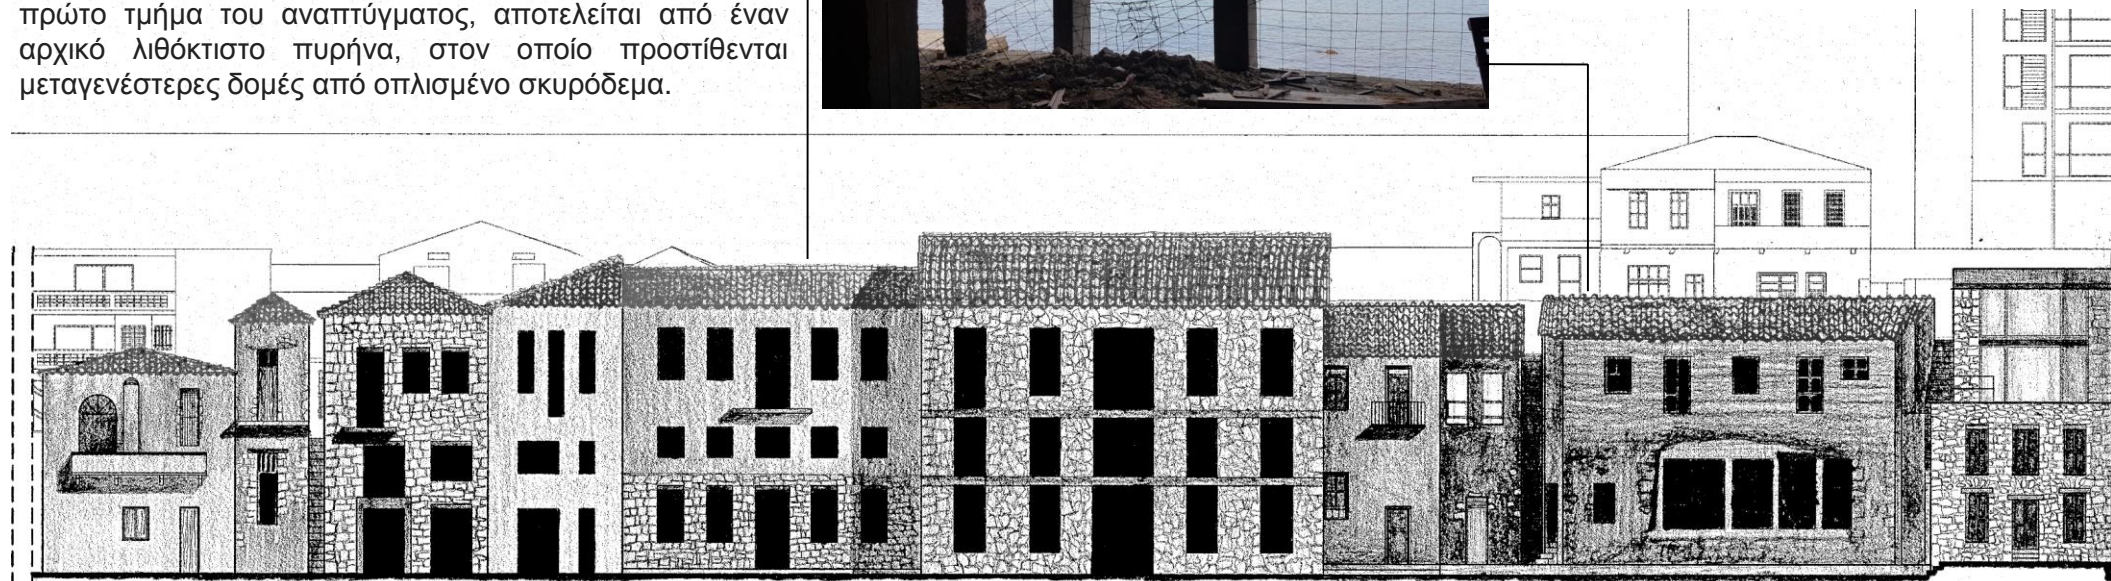 πρώτο τμήμα του αναπτύγματος, αποτελείται από έναν
αρχικό λιθόκτιστο πυρήνα, στον οποίο προστίθενται
μεταγενέστερες δομές από οπλισμένο σκυρόδεμα.